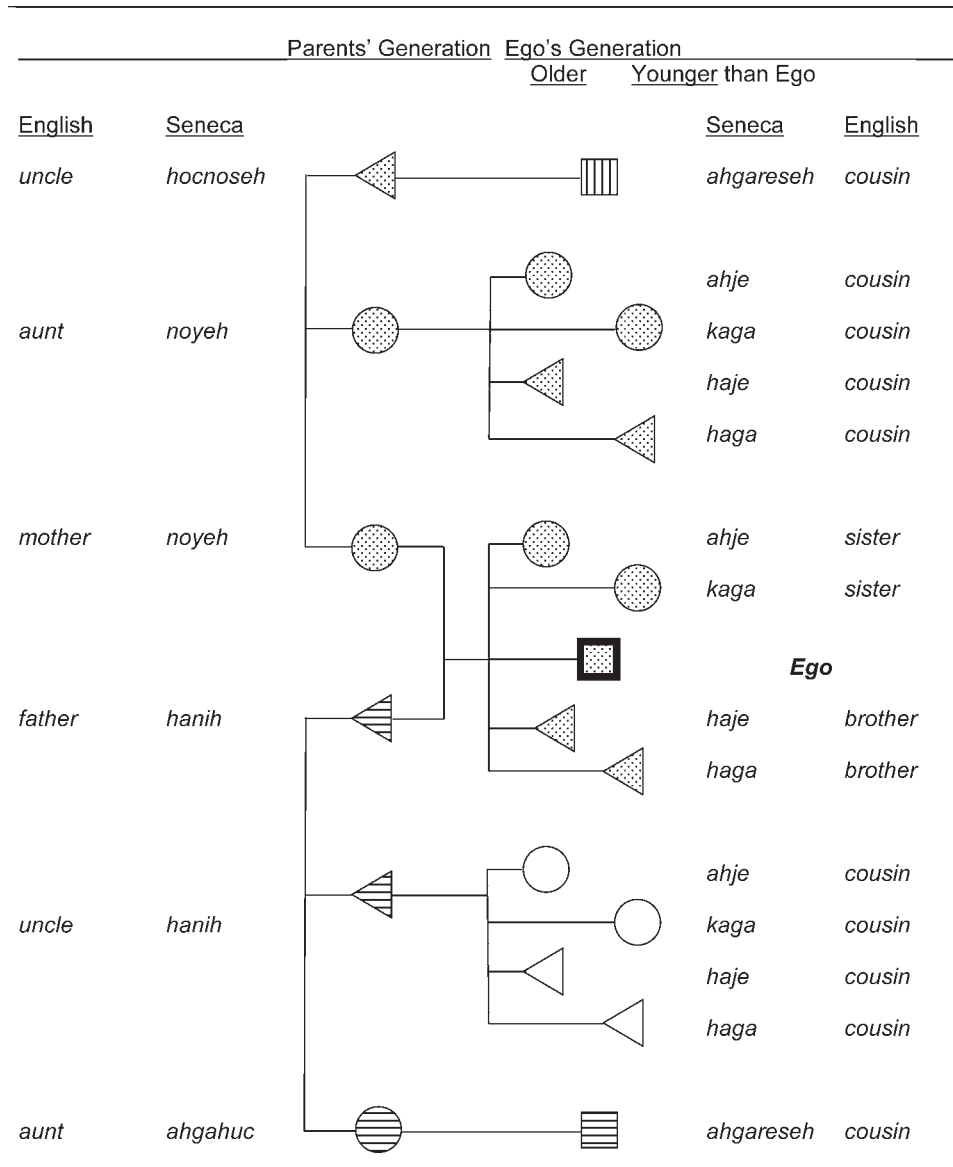 Parents' Generation Ego's Generation
Older Younger than Ego
English Seneca Seneca English
uncle hocnoseh ahgareseh cousin
ahje cousin
aunt noyeh kaga cousin
haje cousin
haga cousin
mother noyeh ahje sister
kaga sister
Ego
father hanih haje brother
haga brother
ahje cousin
uncle hanih kaga cousin
haje cousin
haga cousin
aunt ahgahuc ahgareseh cousin